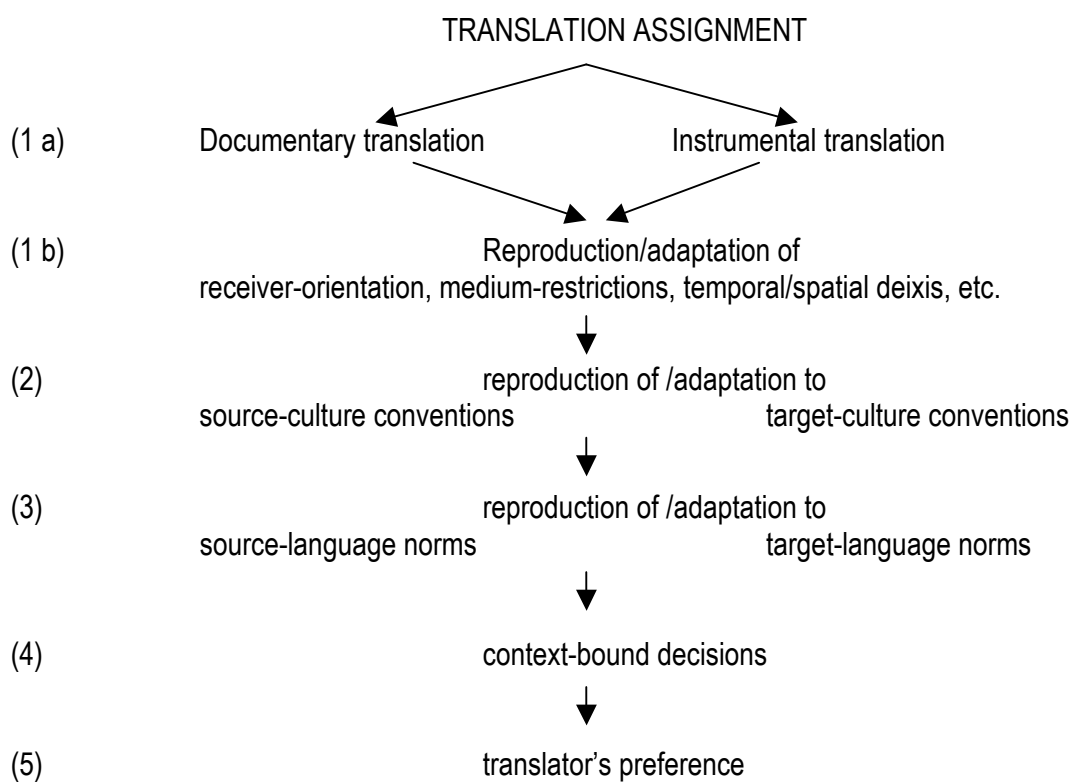 TRANSLATION ASSIGNMENT
(1 a) Documentary translation Instrumental translation
(1 b) Reproduction/adaptation of
receiver-orientation, medium-restrictions, temporal/spatial deixis, etc.
(2) reproduction of /adaptation to
source-culture conventions target-culture conventions
(3) reproduction of /adaptation to
source-language norms target-language norms
(4) context-bound decisions
(5) translator's preference